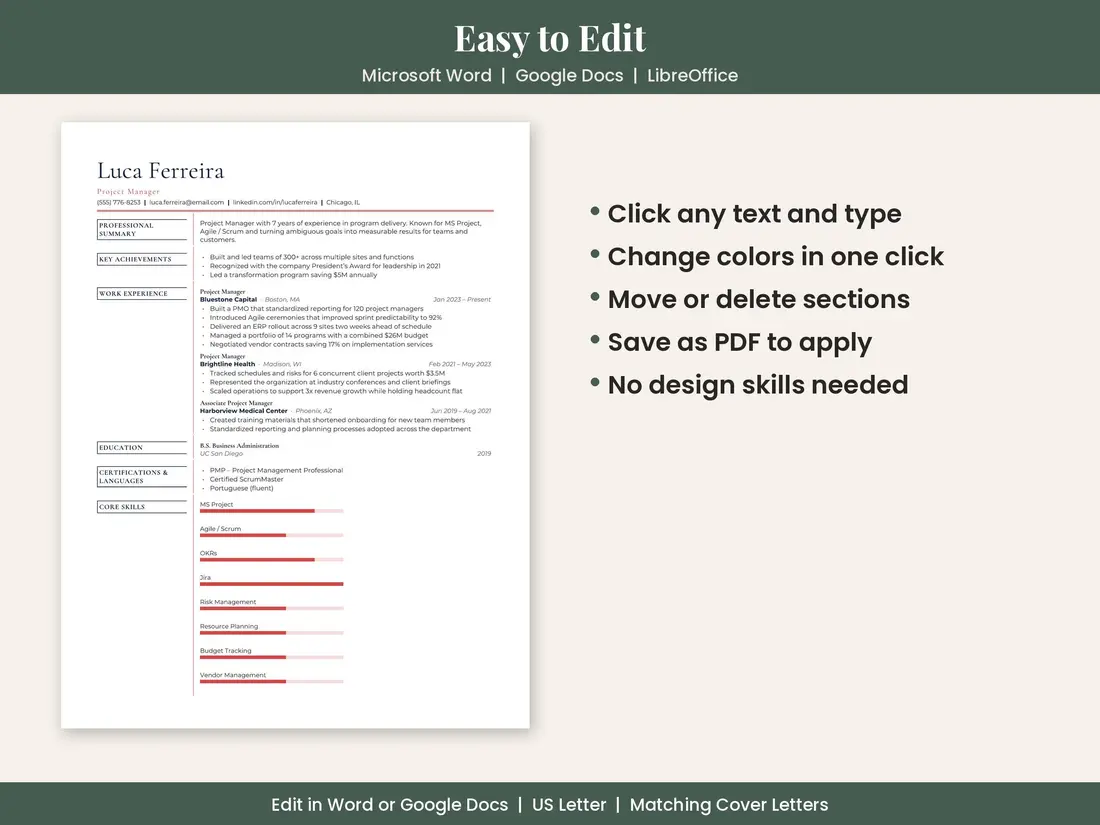 Easy to Edit
Microsoft Word | Google Docs | LibreOffice
Luca Ferreira
Project Manager
(555) 776-8253 | luca.ferreira@email.com | linkedin.com/in/lucaferreira | Chicago, IL
PROFESSIONAL
SUMMARY
Project Manager with 7 years of experience in program delivery. Known for MS Project,
Agile / Scrum and turning ambiguous goals into measurable results for teams and
customers.
KEY ACHIEVEMENTS
• Built and led teams of 300+ across multiple sites and functions
• Recognized with the company President's Award for leadership in 2021
• Led a transformation program saving $5M annually
WORK EXPERIENCE
Project Manager
Bluestone Capital · Boston, MA Jan 2023 – Present
• Built a PMO that standardized reporting for 120 project managers
• Introduced Agile ceremonies that improved sprint predictability to 92%
• Delivered an ERP rollout across 9 sites two weeks ahead of schedule
• Managed a portfolio of 14 programs with a combined $26M budget
• Negotiated vendor contracts saving 17% on implementation services
Project Manager
Brightline Health · Madison, WI Feb 2021 – May 2023
• Tracked schedules and risks for 6 concurrent client projects worth $3.5M
• Represented the organization at industry conferences and client briefings
• Scaled operations to support 3x revenue growth while holding headcount flat
Associate Project Manager
Harborview Medical Center · Phoenix, AZ Jun 2019 – Aug 2021
• Created training materials that shortened onboarding for new team members
• Standardized reporting and planning processes adopted across the department
EDUCATION
B.S. Business Administration
UC San Diego 2019
CERTIFICATIONS &
LANGUAGES
• PMP – Project Management Professional
• Certified ScrumMaster
• Portuguese (fluent)
CORE SKILLS
MS Project
Agile / Scrum
OKRs
Jira
Risk Management
Resource Planning
Budget Tracking
Vendor Management
• Click any text and type
• Change colors in one click
• Move or delete sections
• Save as PDF to apply
• No design skills needed
Edit in Word or Google Docs | US Letter | Matching Cover Letters